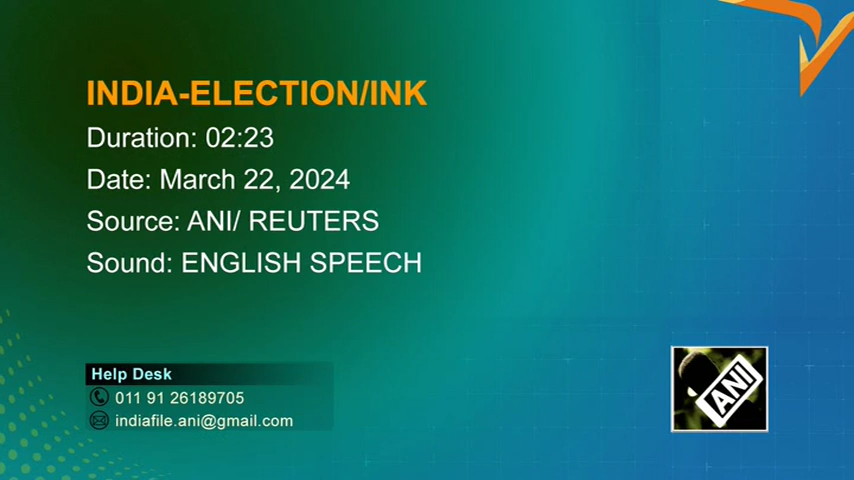 INDIA-ELECTION/INK
Duration: 02:23
Date: March 22, 2024
Source: ANI/ REUTERS
Sound: ENGLISH SPEECH
Help Desk
011 91 26189705
indiafile.ani@gmail.com
ANI